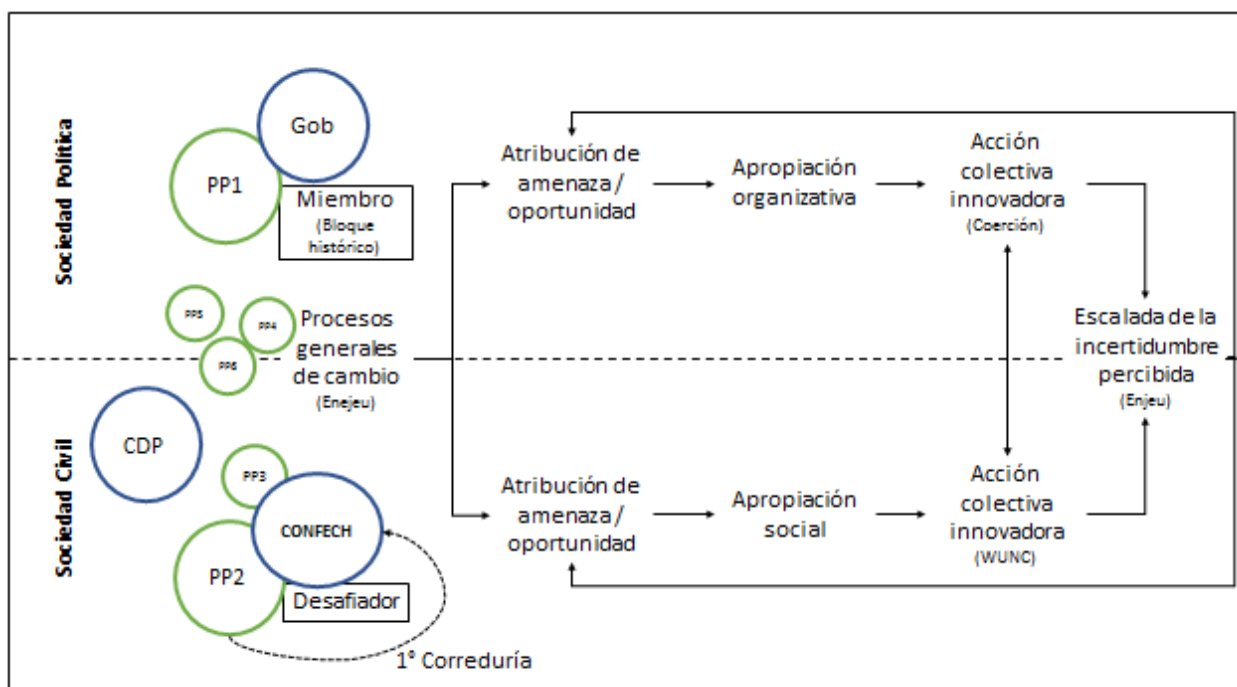 Sociedad Política
Gob
PP1
Miembro
(Bloque
histórico)
PP5
PP4
PP6
Procesos
generales
de cambio
(Enejeu)
Atribución de
amenaza/
oportunidad
Apropiación
organizativa
Acción
colectiva
innovadora
(Coerción)
Escalada de la
incertidumbre
percibida
(Enjeu)
Sociedad Civil
CDP
PP3
CONFECH
PP2
Desafiador
1° Correduría
Atribución de
amenaza/
oportunidad
Apropiación
social
Acción
colectiva
innovadora
(WUNC)